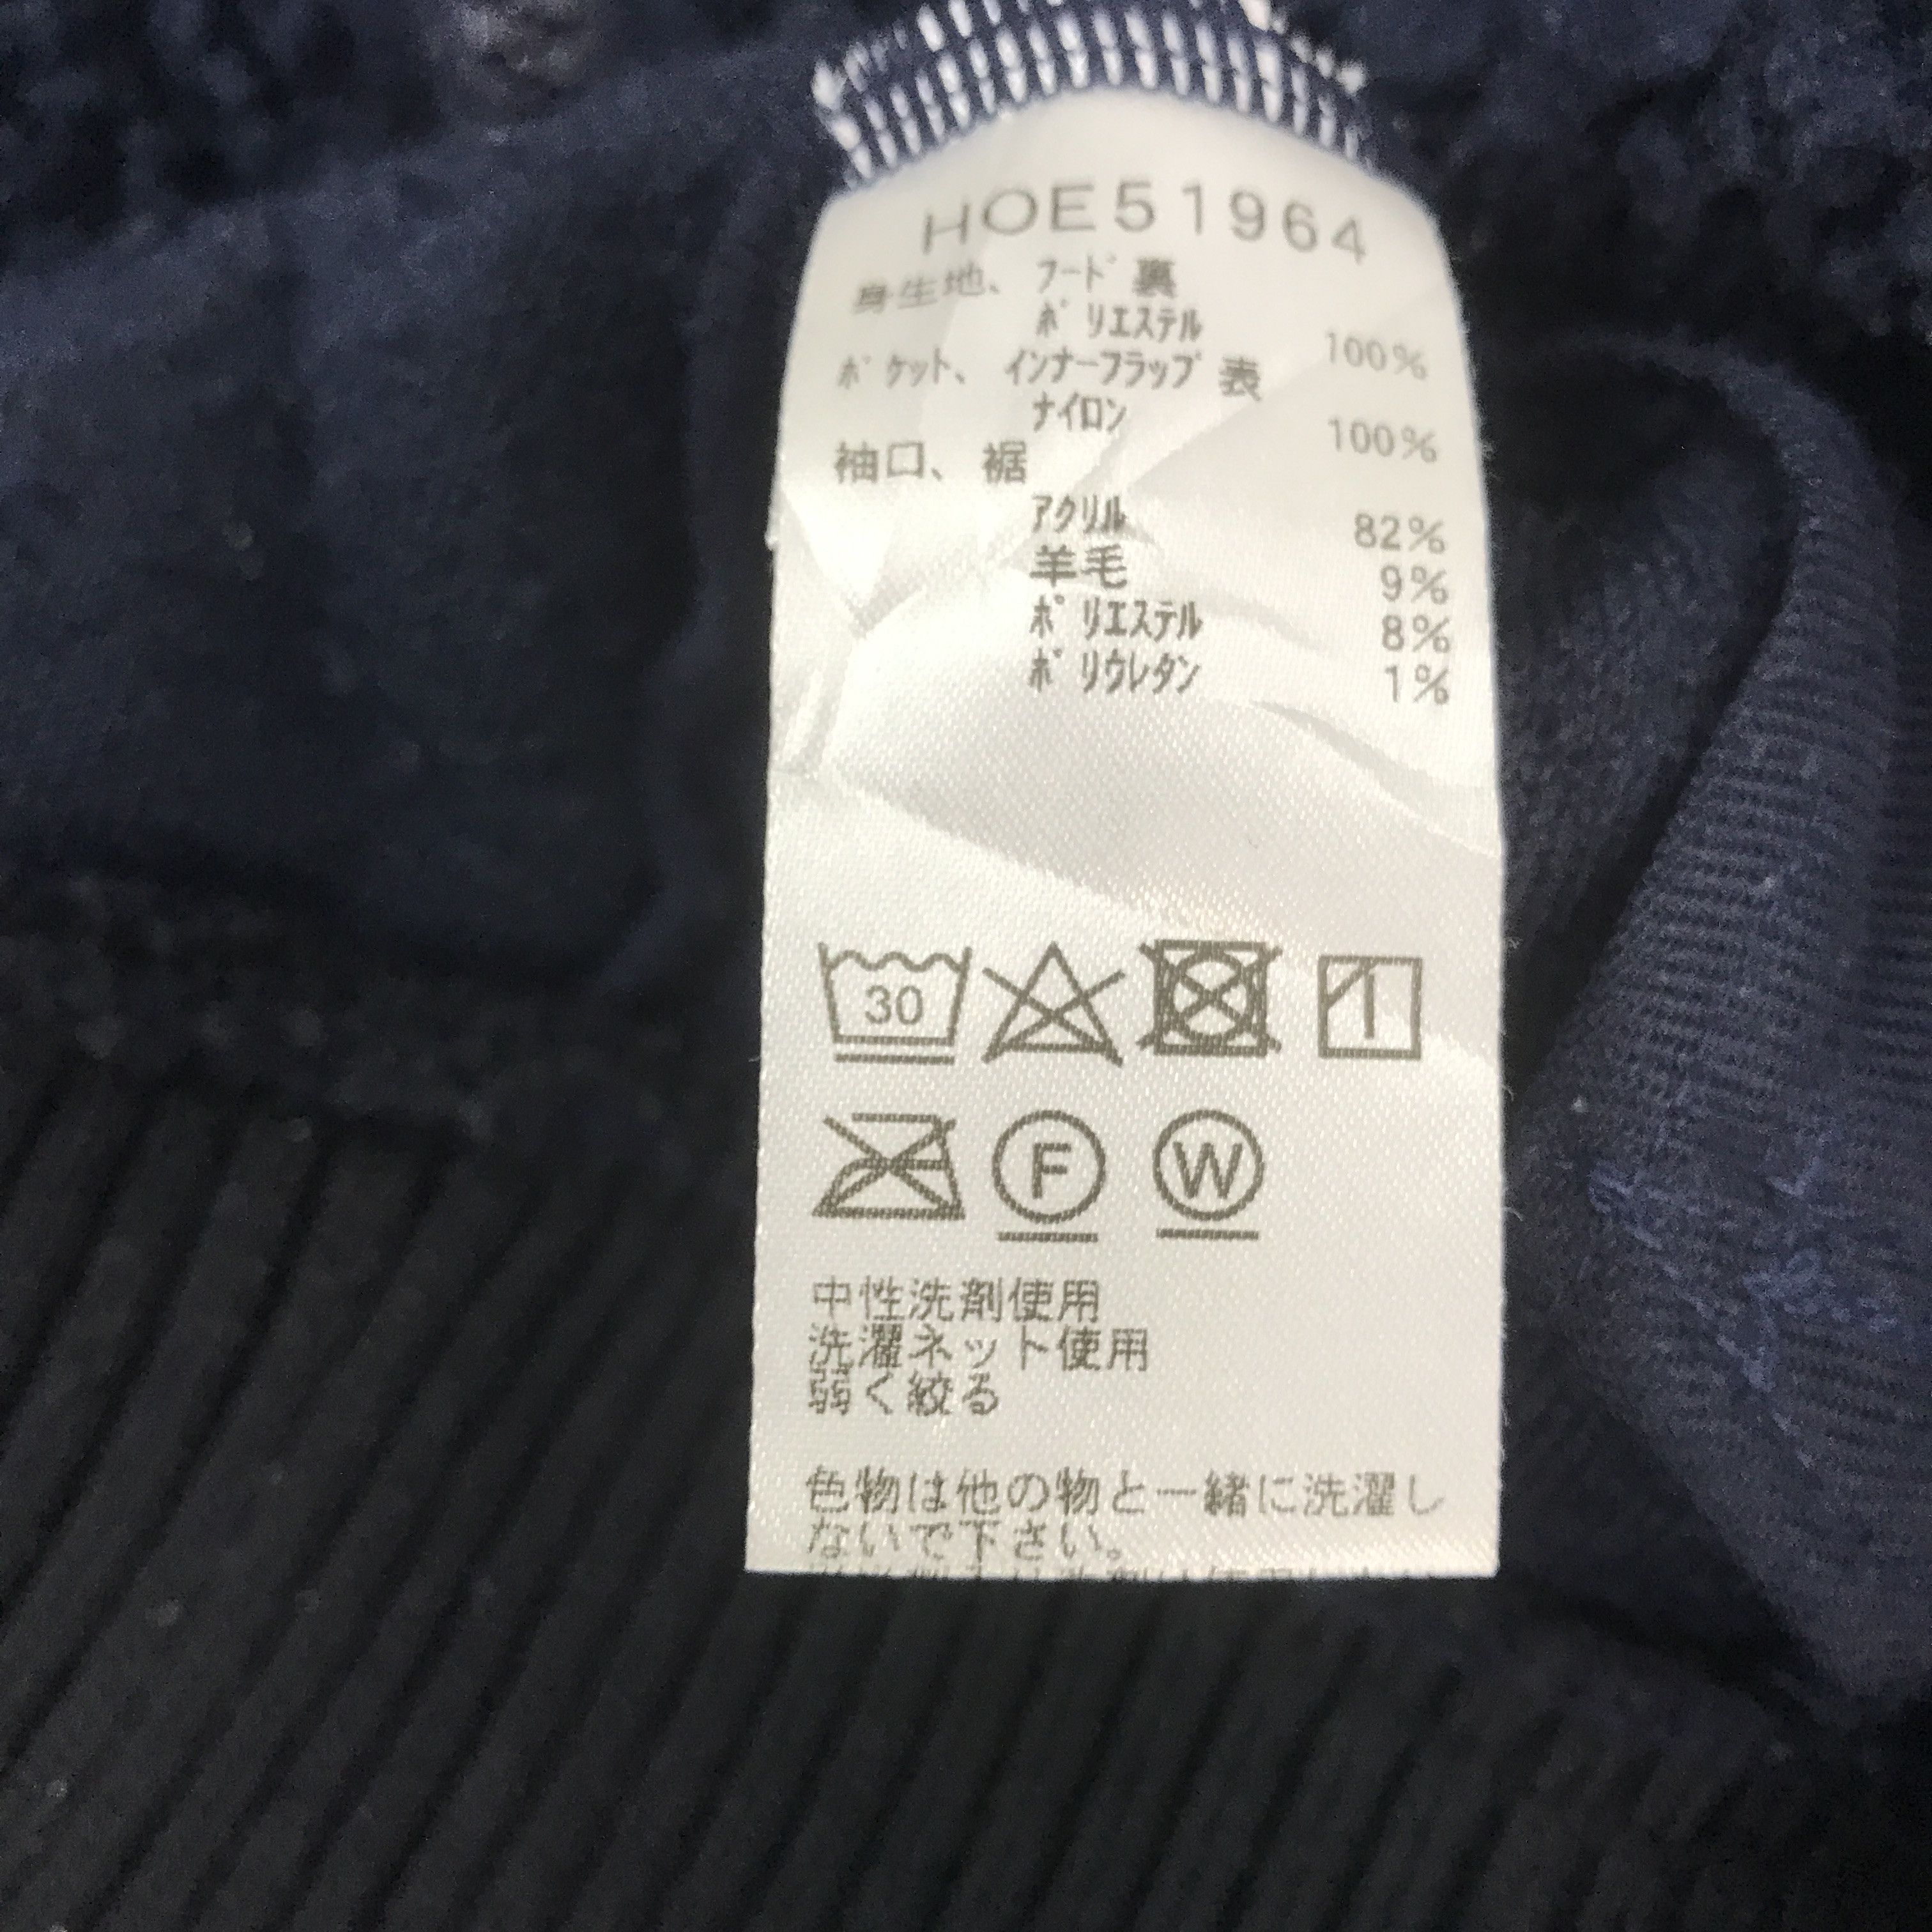 HOE51964
身生地、ﾌｰﾄﾞ裏
ﾎﾟﾘｴｽﾃﾙ 100%
ﾎﾟｹｯﾄ、ｲﾝﾅｰﾌﾗｯﾌﾟ表
ﾅｲﾛﾝ 100%
袖口、裾
ｱｸﾘﾙ 82%
羊毛 9%
ﾎﾟﾘｴｽﾃﾙ 8%
ﾎﾟﾘｳﾚﾀﾝ 1%
30
F W
中性洗剤使用
洗濯ネット使用
弱く絞る
色物は他の物と一緒に洗濯し
ないで下さい。